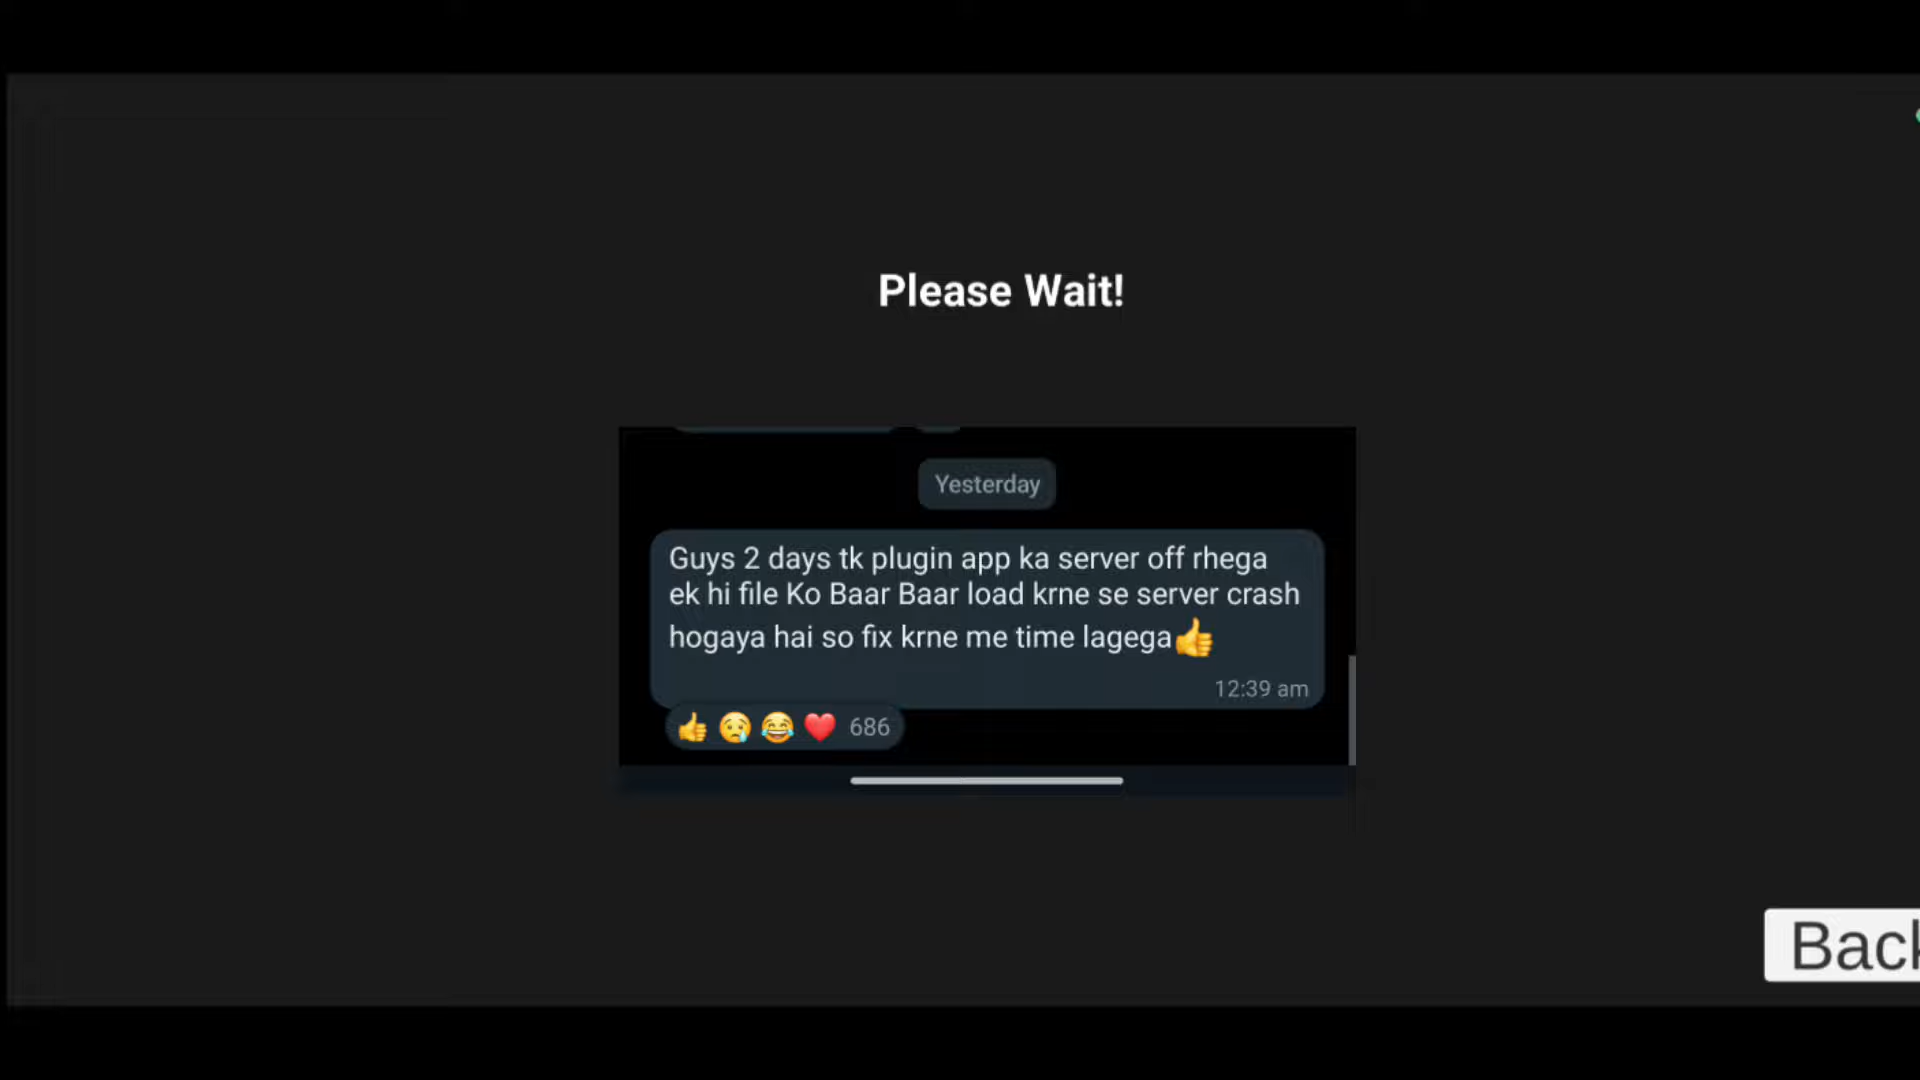 Please Wait!
Yesterday
Guys 2 days tk plugin app ka server off rhega
ek hi file Ko Baar Baar load krne se server crash
hogaya hai so fix krne me time lagega👍
12:39 am
👍 😢 😂 ❤️ 686
Back